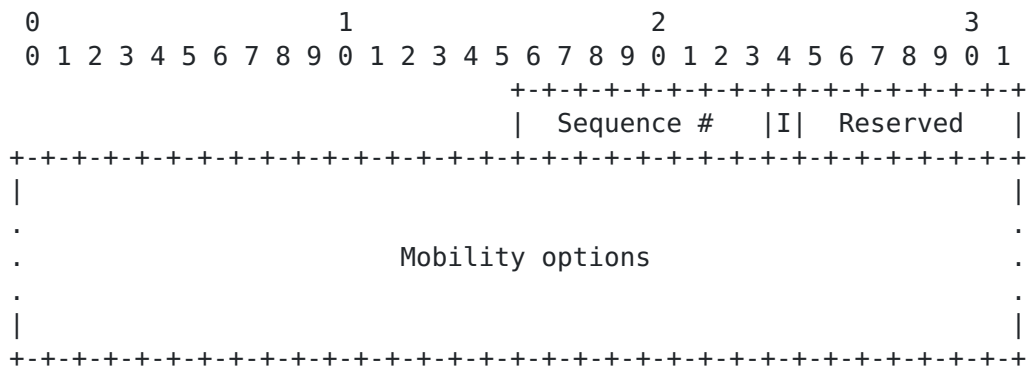 0                   1                   2                   3
 0 1 2 3 4 5 6 7 8 9 0 1 2 3 4 5 6 7 8 9 0 1 2 3 4 5 6 7 8 9 0 1
                                +-+-+-+-+-+-+-+-+-+-+-+-+-+-+-+-+
                                |  Sequence #   |I|  Reserved   |
+-+-+-+-+-+-+-+-+-+-+-+-+-+-+-+-+-+-+-+-+-+-+-+-+-+-+-+-+-+-+-+-+
|                                                               |
.                                                               .
.                        Mobility options                       .
.                                                               .
|                                                               |
+-+-+-+-+-+-+-+-+-+-+-+-+-+-+-+-+-+-+-+-+-+-+-+-+-+-+-+-+-+-+-+-+